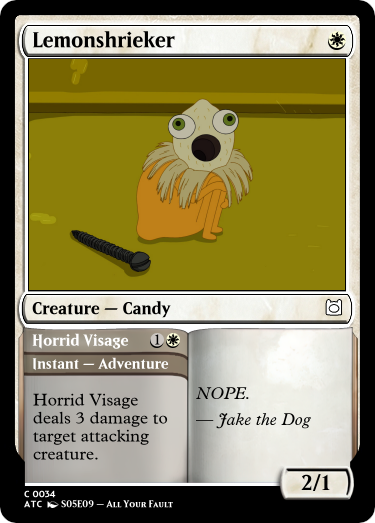 Lemonshrieker
Creature — Candy
Horrid Visage 1
Instant — Adventure
Horrid Visage
deals 3 damage to
target attacking
creature.
NOPE.
— Jake the Dog
2/1
C 0034
ATC S05E09 — All Your Fault